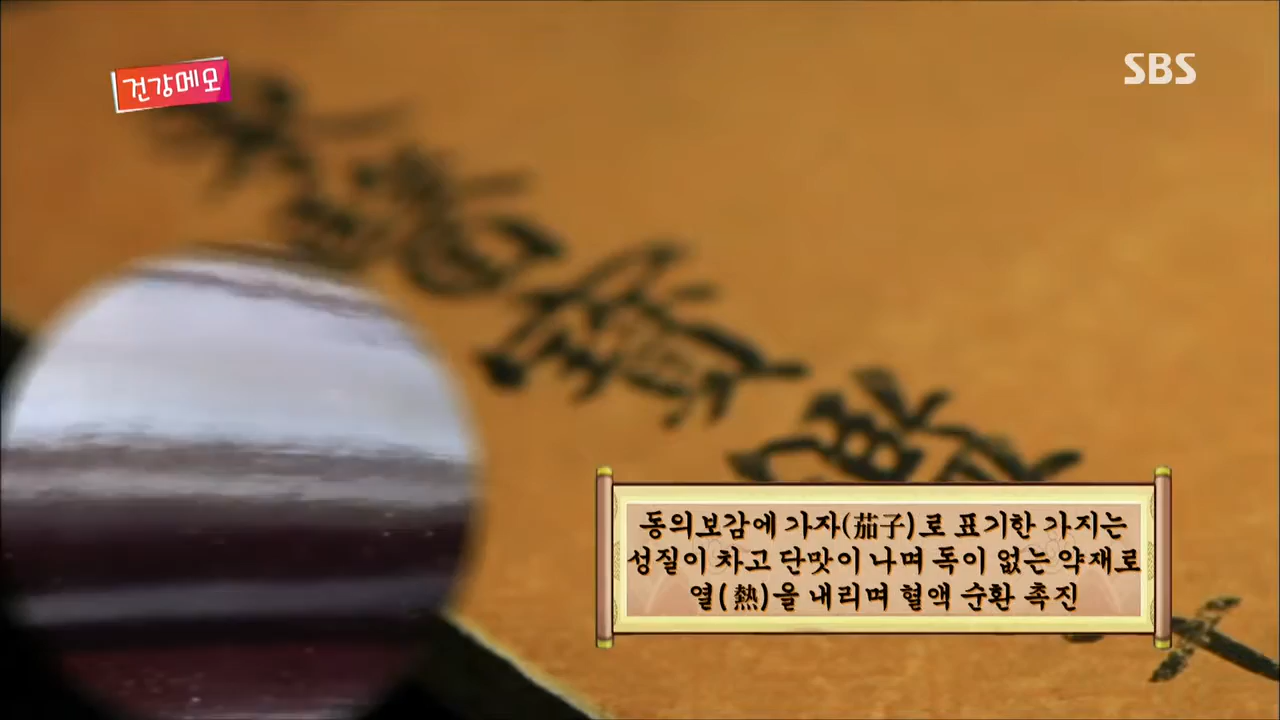 건강메모
SBS
동의보감에 가자(茄子)로 표기한 가지는
성질이 차고 단맛이 나며 독이 없는 약재로
열(熱)을 내리며 혈액 순환 촉진